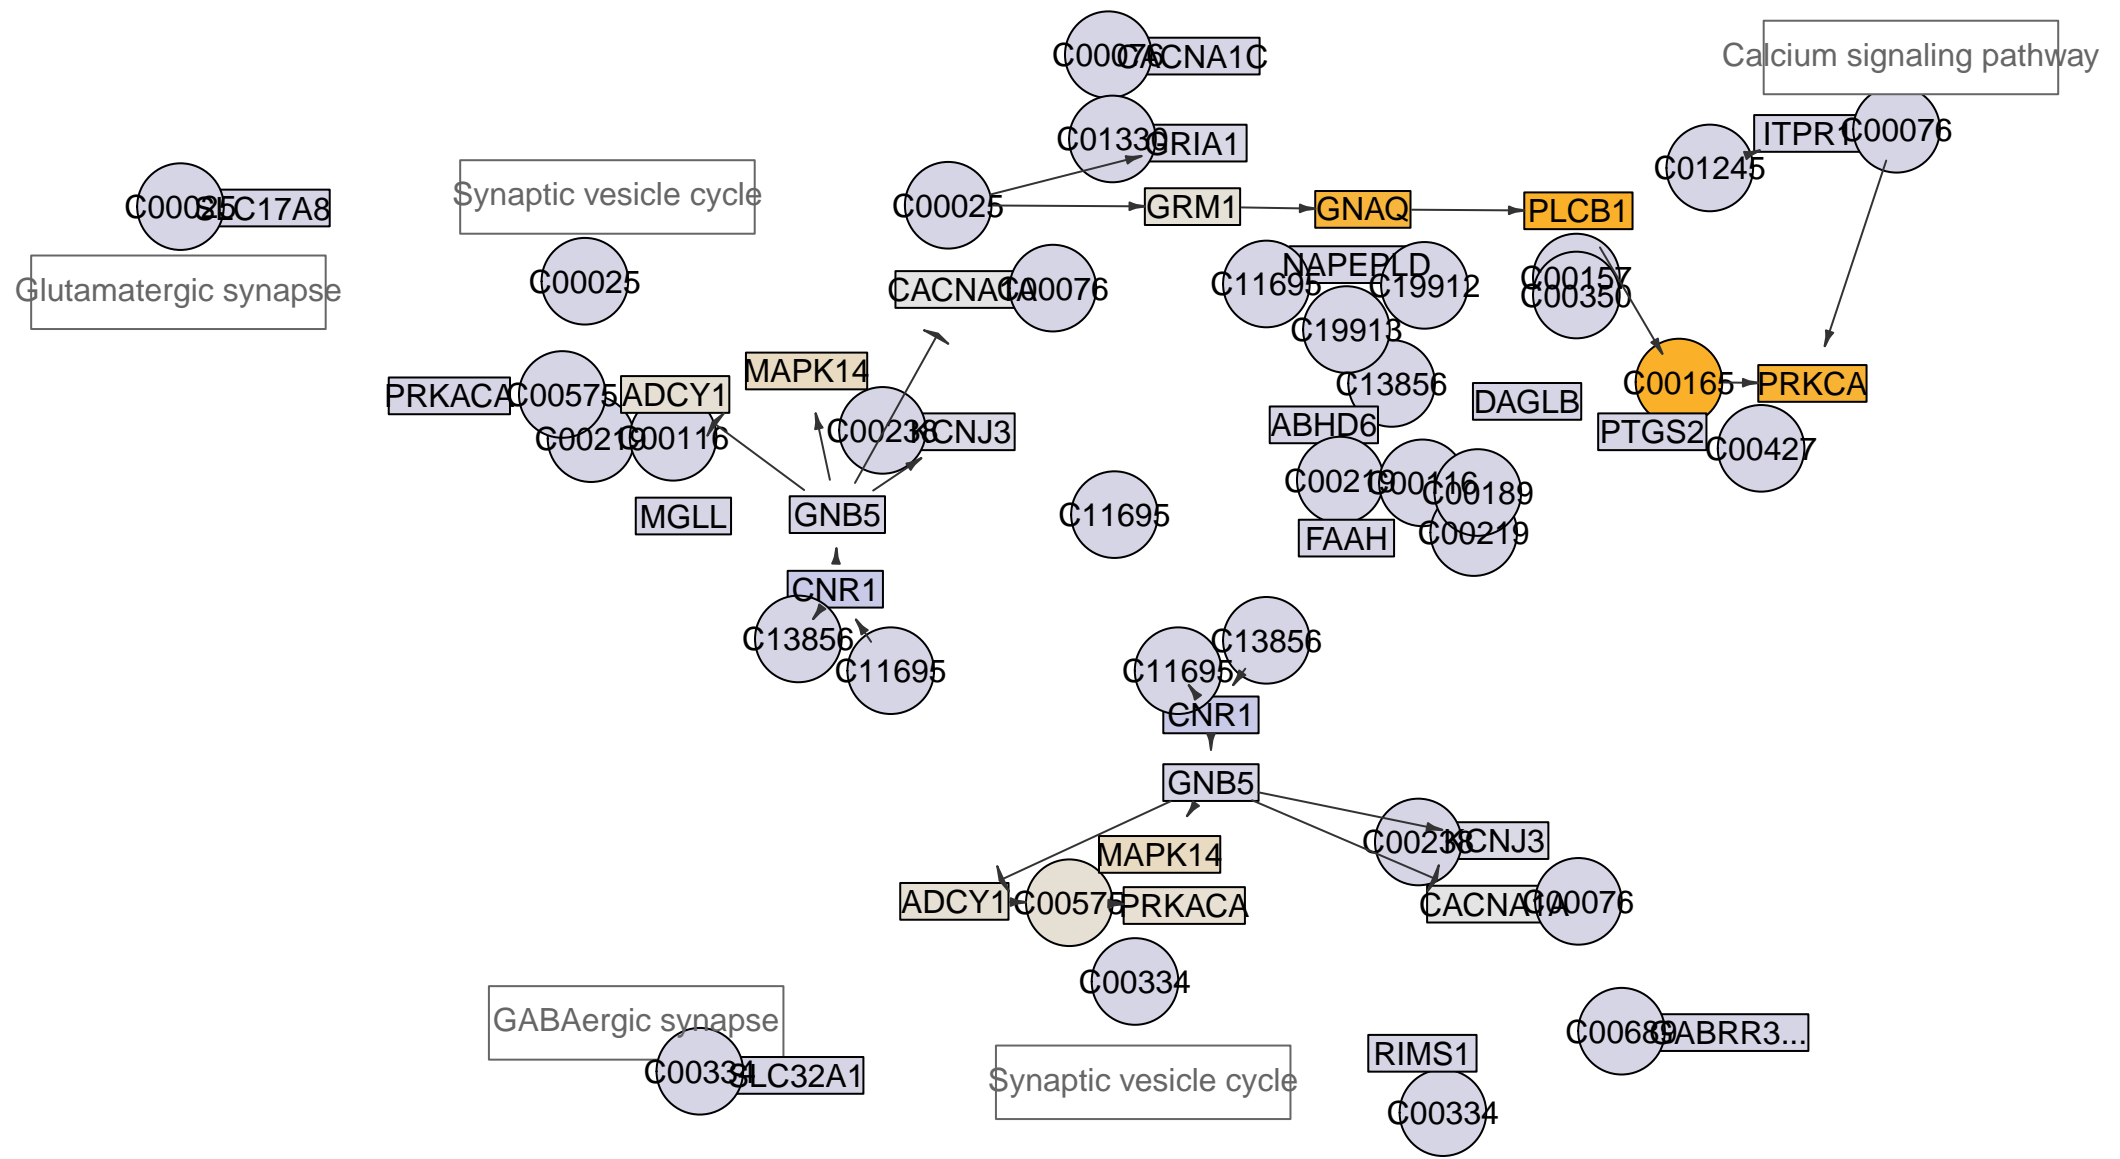 C00076
CACNA1C
Calcium signaling pathway
C01330
GRIA1
ITPR1
C00076
C01245
C00025
SLC17A8
Synaptic vesicle cycle
C00025
GRM1
GNAQ
PLCB1
Glutamatergic synapse
C00025
CACNA1A
C00076
NAPEPLD
C11695
C19912
C19913
C00157
C00350
MAPK14
PRKACA
C00575
ADCY1
C13856
DAGLB
C00165
PRKCA
C00219
C00116
C00238
KCNJ3
ABHD6
PTGS2
C00427
MGLL
GNB5
C11695
C00219
C00116
C00189
FAAH
C00219
CNR1
C13856
C11695
C13856
C11695
CNR1
GNB5
MAPK14
C00238
KCNJ3
ADCY1
C00575
PRKACA
CACNA1A
C00076
C00334
GABAergic synapse
C00334
SLC32A1
Synaptic vesicle cycle
RIMS1
C00334
C00689
GABRR3...